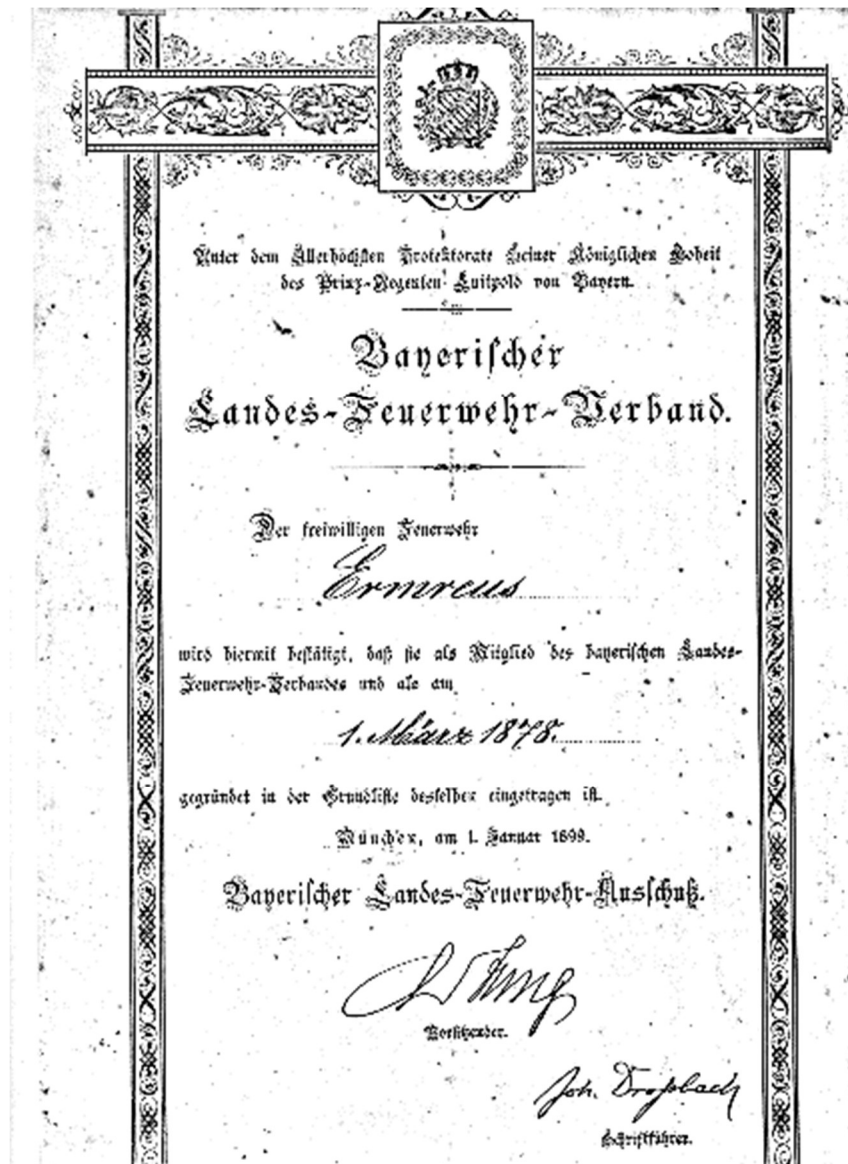 Unter dem Allerhöchsten Protektorate Seiner Königlichen Hoheit
des Prinz-Regenten Luitpold von Bayern.
Bayerischer
Landes-Feuerwehr-Verband.
Der freiwilligen Feuerwehr
Ermreus
wird hiermit bestätigt, daß sie als Mitglied des bayerischen Landes-
Feuerwehr-Verbandes und als am
1. März 1878.
gegründet in der Grundliste desselben eingetragen ist.
München, am 1. Januar 1899.
Bayerischer Landes-Feuerwehr-Ausschuß.
Vorsitzender.
Joh. Droßbach
Schriftführer.